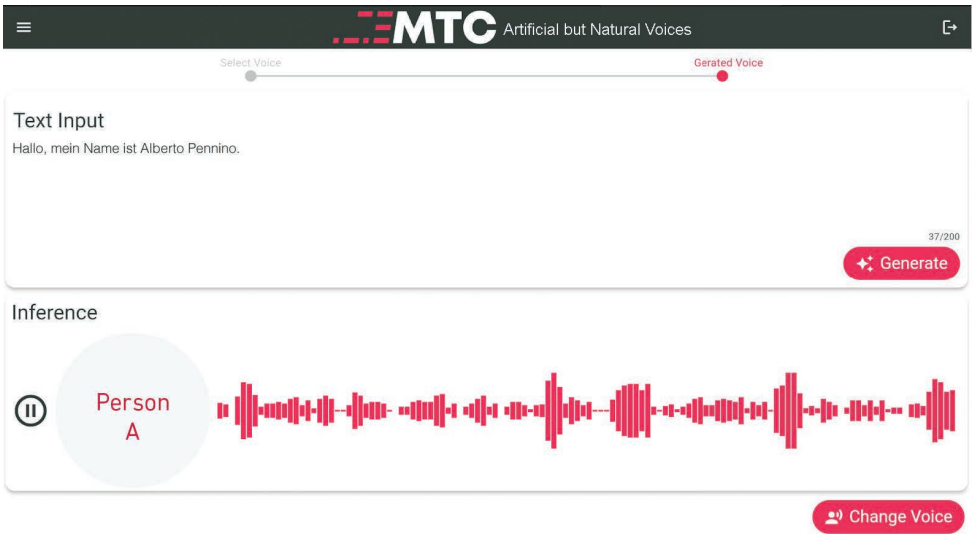 MTC Artificial but Natural Voices
Select Voice
Gerated Voice
Text Input
Hallo, mein Name ist Alberto Pennino.
37/200
Generate
Inference
Person
A
Change Voice